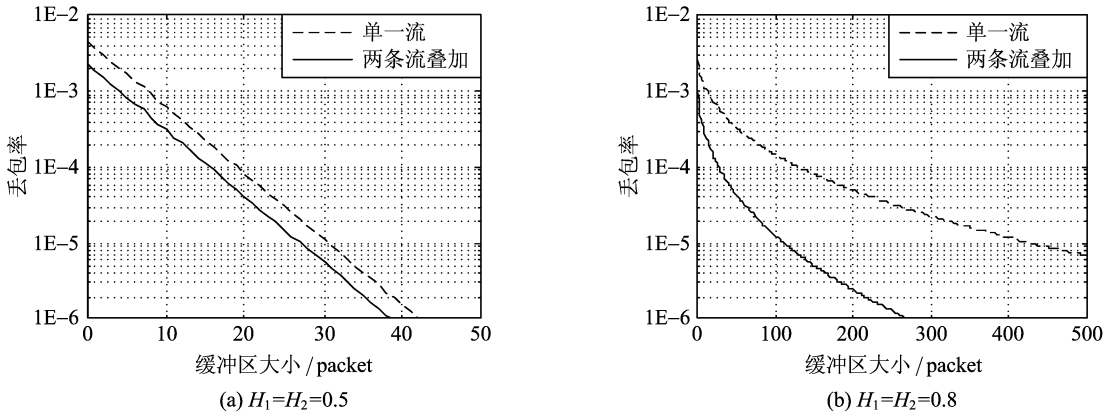 1E−2
1E−3
1E−4
1E−5
1E−6
丢包率
单一流
两条流叠加
0 10 20 30 40 50
缓冲区大小/packet
(a) H₁=H₂=0.5
1E−2
1E−3
1E−4
1E−5
1E−6
丢包率
单一流
两条流叠加
0 100 200 300 400 500
缓冲区大小/packet
(b) H₁=H₂=0.8